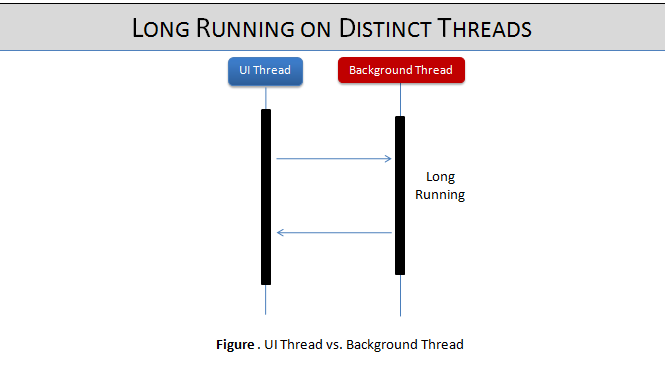 LONG RUNNING ON DISTINCT THREADS
UI Thread
Background Thread
Long
Running
Figure . UI Thread vs. Background Thread